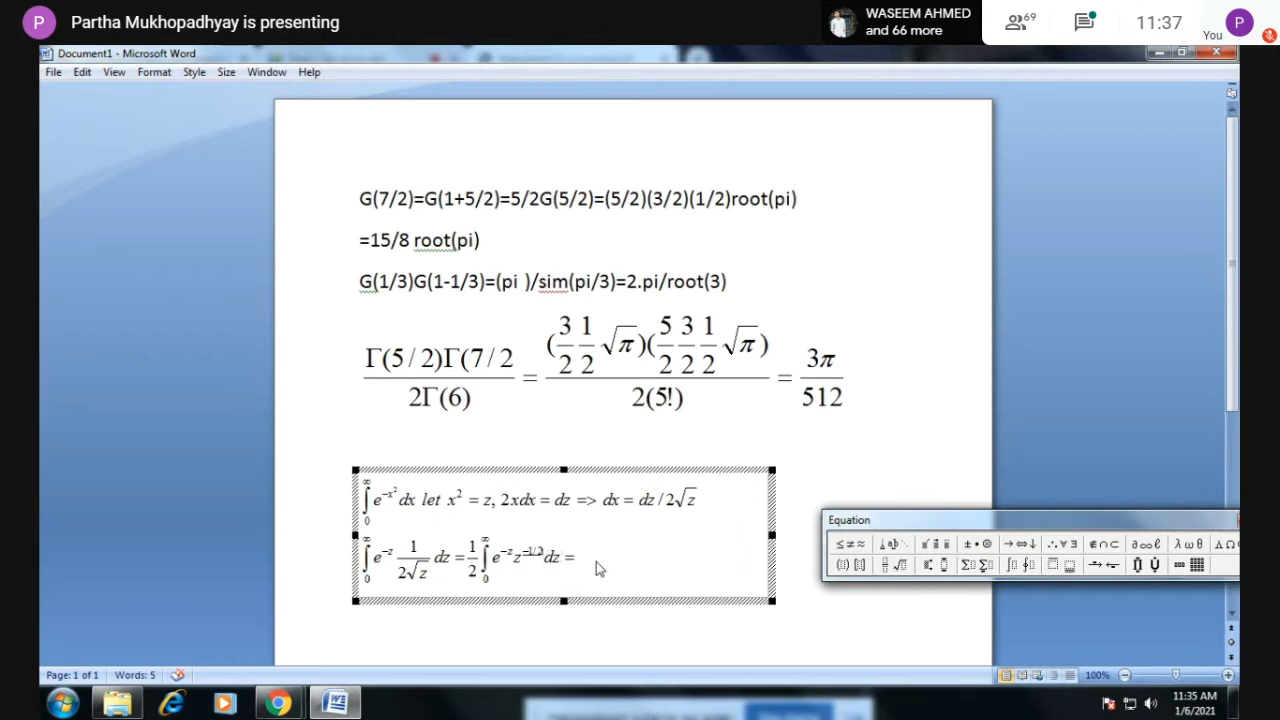 P Partha Mukhopadhyay is presenting
WASEEM AHMED
and 66 more
69
11:37
You
P
Document1 - Microsoft Word
File Edit View Format Style Size Window Help
G(7/2)=G(1+5/2)=5/2G(5/2)=(5/2)(3/2)(1/2)root(pi)
=15/8 root(pi)
G(1/3)G(1-1/3)=(pi )/sim(pi/3)=2.pi/root(3)
Γ(5/2)Γ(7/2 / 2Γ(6) = (3/2 1/2 √π)(5/2 3/2 1/2 √π) / 2(5!) = 3π / 512
∫₀^∞ e^{-x²} dx let x² = z, 2xdx = dz => dx = dz / 2√z
∫₀^∞ e^{-z} 1/(2√z) dz = 1/2 ∫₀^∞ e^{-z} z^{-1/2} dz =
Equation
Page: 1 of 1 Words: 5
100%
11:35 AM
1/6/2021